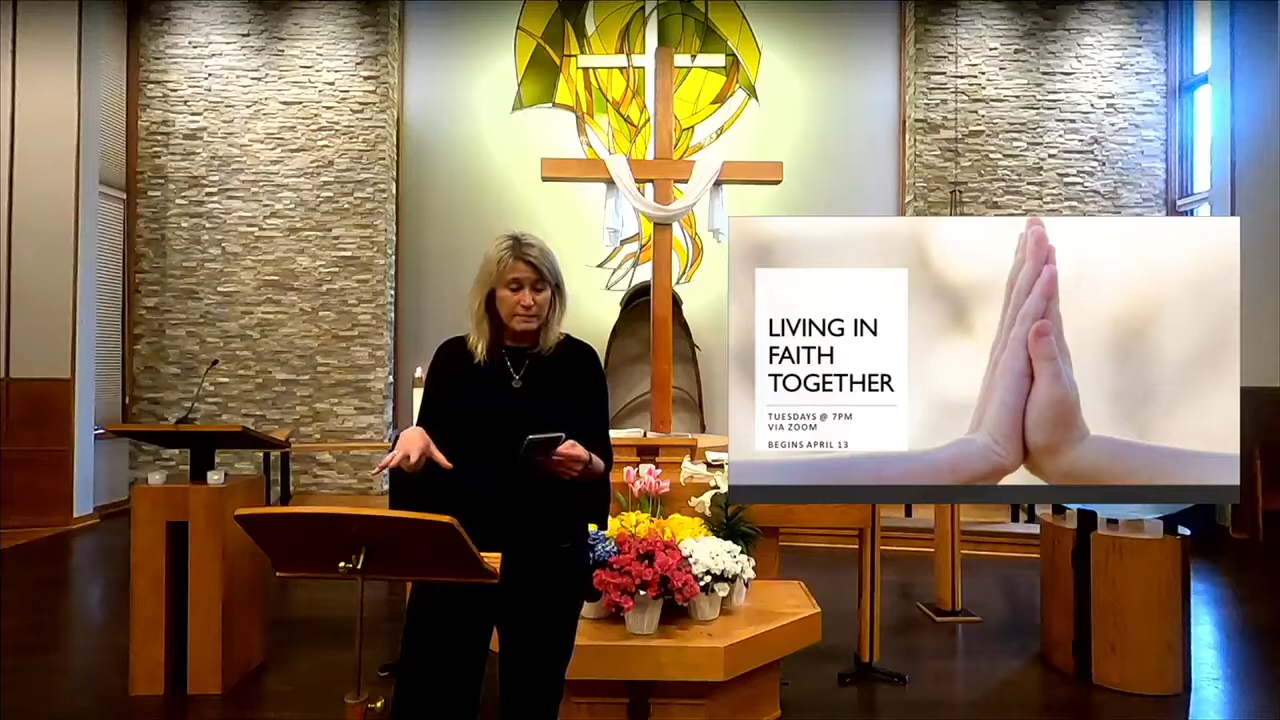 LIVING IN
FAITH
TOGETHER
TUESDAYS @ 7PM
VIA ZOOM
BEGINS APRIL 13